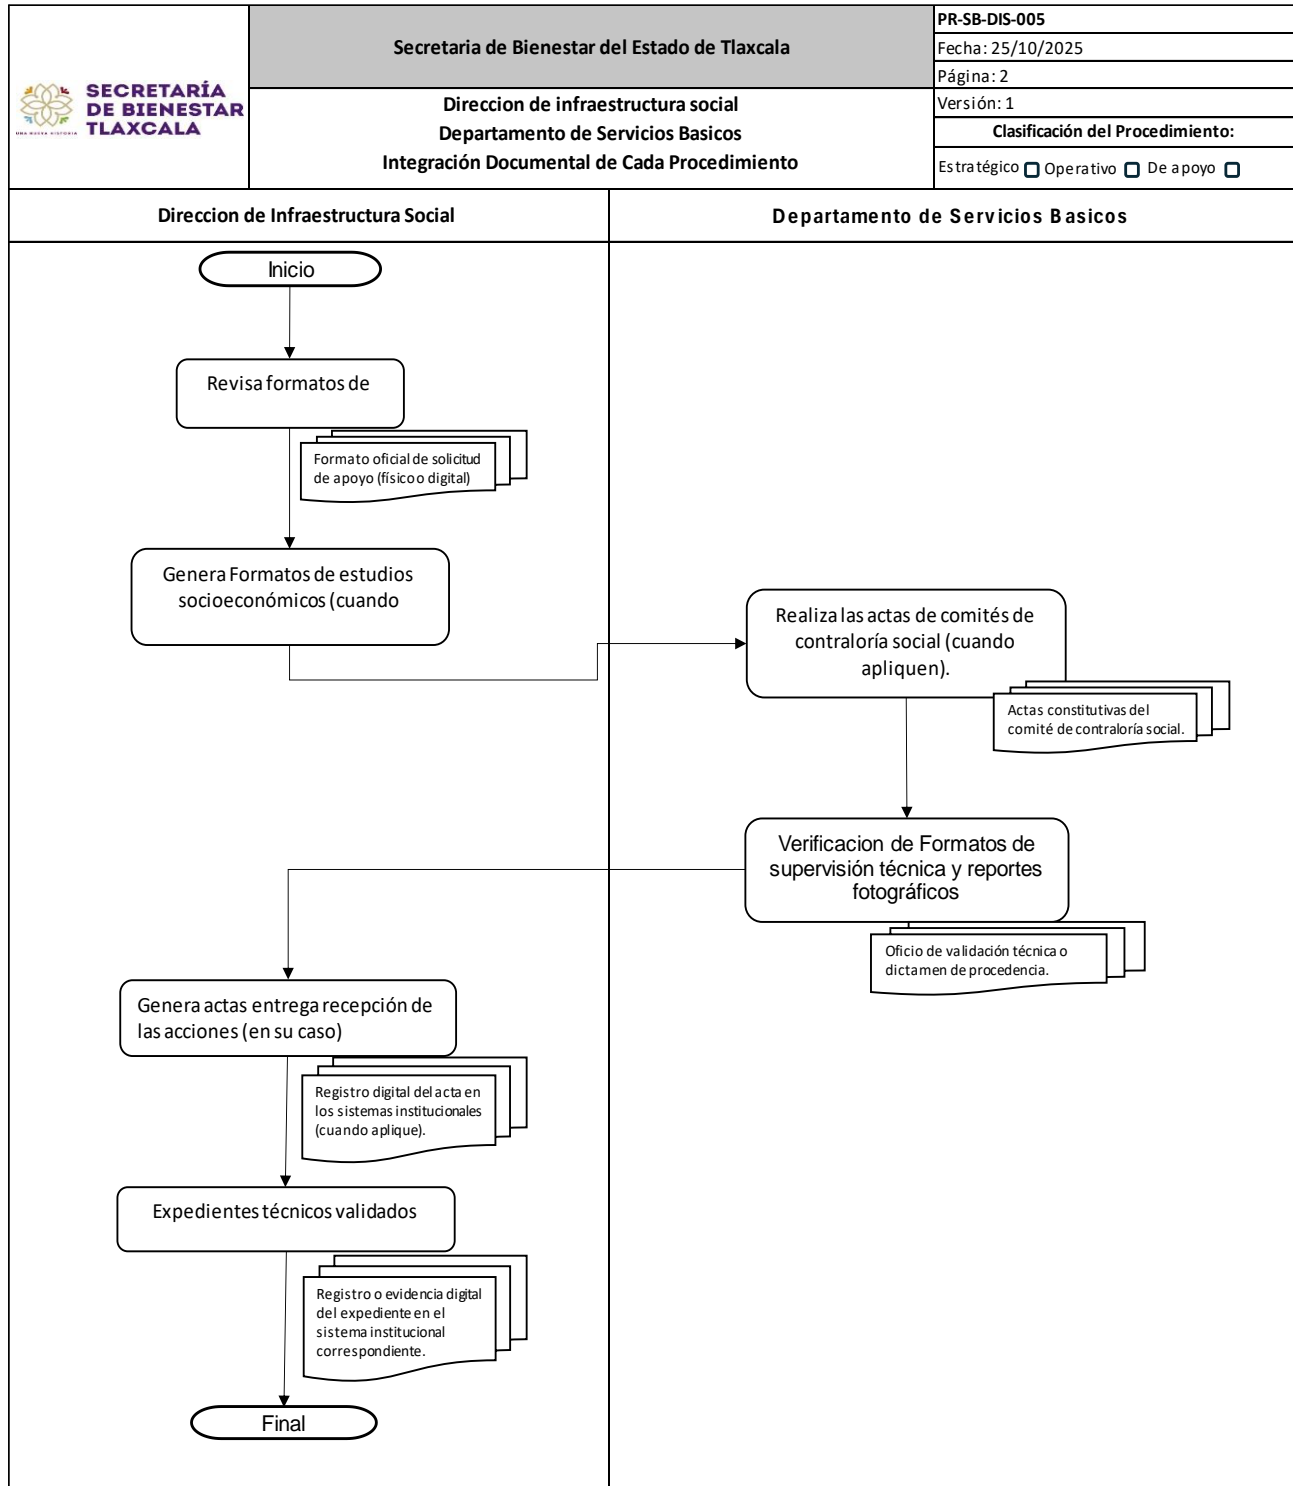 SECRETARÍA
DE BIENESTAR
TLAXCALA
UNA NUEVA HISTORIA
Secretaria de Bienestar del Estado de Tlaxcala
Direccion de infraestructura social
Departamento de Servicios Basicos
Integración Documental de Cada Procedimiento
PR-SB-DIS-005
Fecha: 25/10/2025
Página: 2
Versión: 1
Clasificación del Procedimiento:
Estratégico Operativo De apoyo
Direccion de Infraestructura Social
Departamento de Servicios Basicos
Inicio
Revisa formatos de
Formato oficial de solicitud
de apoyo (físico o digital)
Genera Formatos de estudios
socioeconómicos (cuando
Realiza las actas de comités de
contraloría social (cuando
apliquen).
Actas constitutivas del
comité de contraloría social.
Verificacion de Formatos de
supervisión técnica y reportes
fotográficos
Oficio de validación técnica o
dictamen de procedencia.
Genera actas entrega recepción de
las acciones (en su caso)
Registro digital del acta en
los sistemas institucionales
(cuando aplique).
Expedientes técnicos validados
Registro o evidencia digital
del expediente en el
sistema institucional
correspondiente.
Final